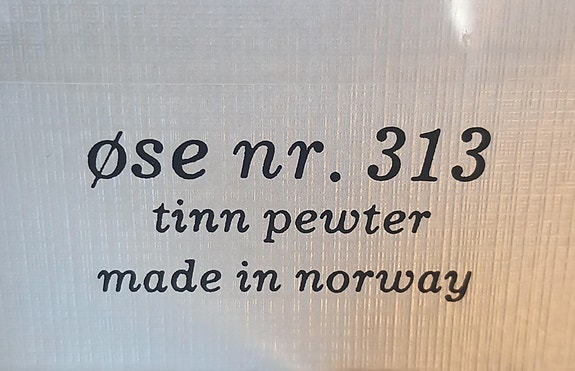 øse nr. 313
tinn pewter
made in norway